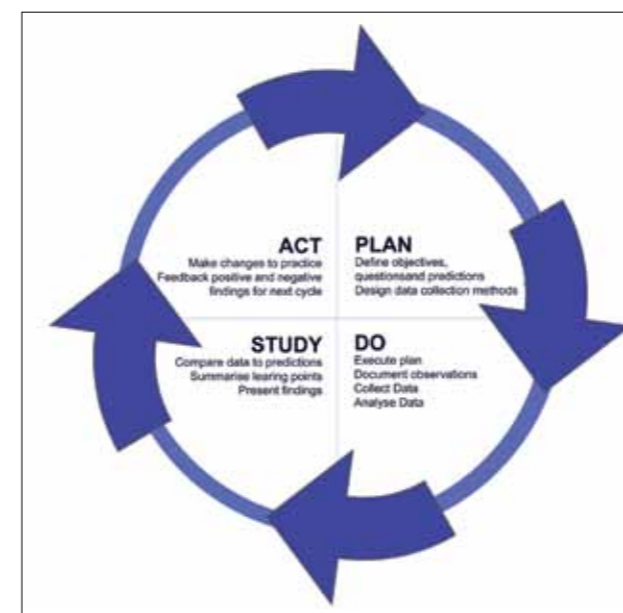 ACT
Make changes to practice
Feedback positive and negative
findings for next cycle
PLAN
Define objectives,
questionsand predictions
Design data collection methods
STUDY
Compare data to predictions
Summarise learing points
Present findings
DO
Execute plan
Document observations
Collect Data
Analyse Data